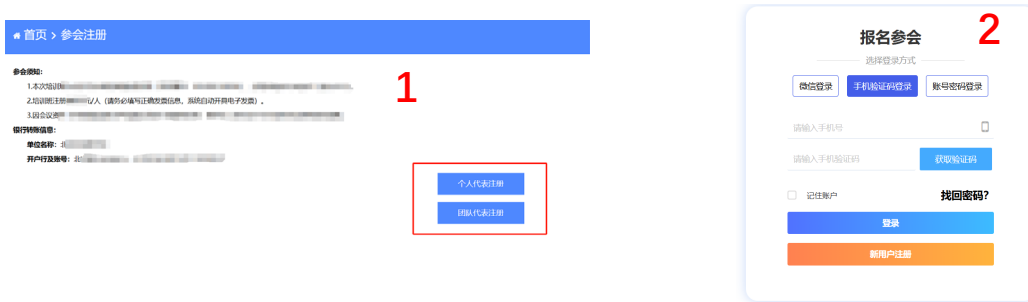 首页 > 参会注册
1
参会须知:
1.本次培训
2.培训班注册 /人（请务必填写正确发票信息，系统自动开具电子发票）。
3.因会议
银行转账信息:
单位名称: 北
开户行及账号: 北
个人代表注册
团队代表注册
2
报名参会
选择登录方式
微信登录 手机验证码登录 账号密码登录
请输入手机号
请输入手机验证码 获取验证码
记住账户 找回密码?
登录
新用户注册